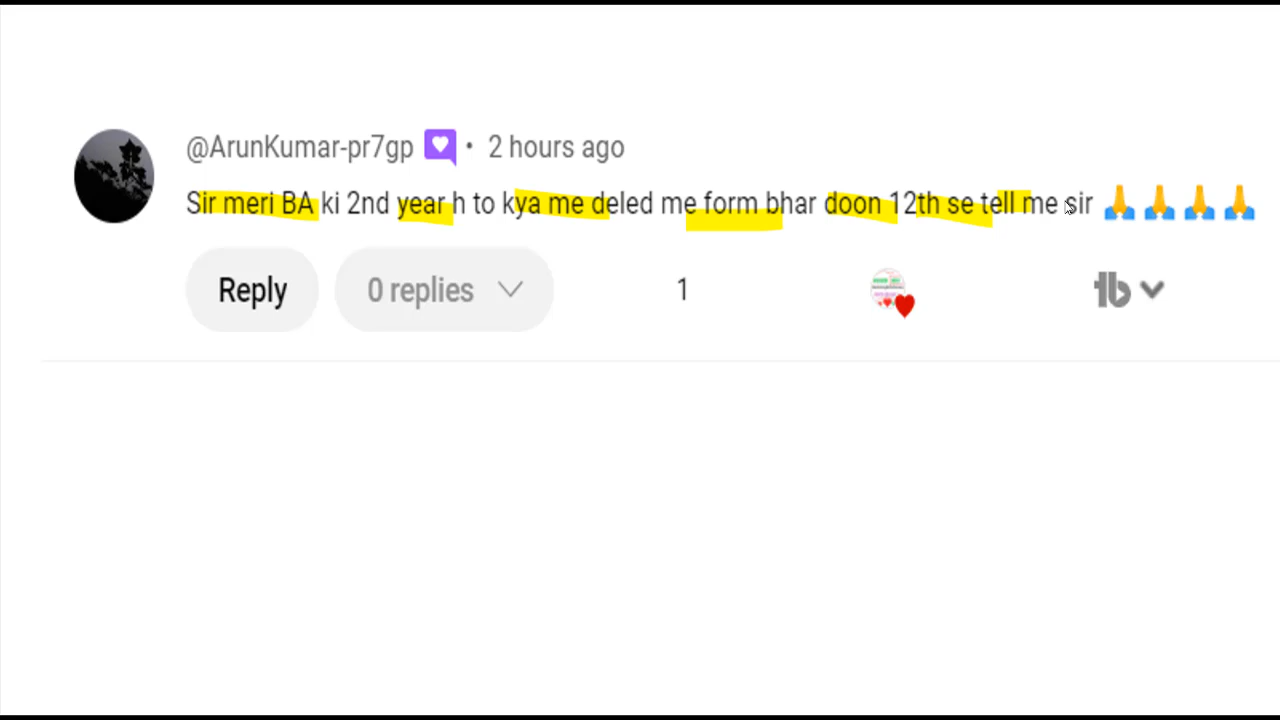 @ArunKumar-pr7gp • 2 hours ago
Sir meri BA ki 2nd year h to kya me deled me form bhar doon 12th se tell me sir 🙏🙏🙏🙏
Reply 0 replies 1 tb